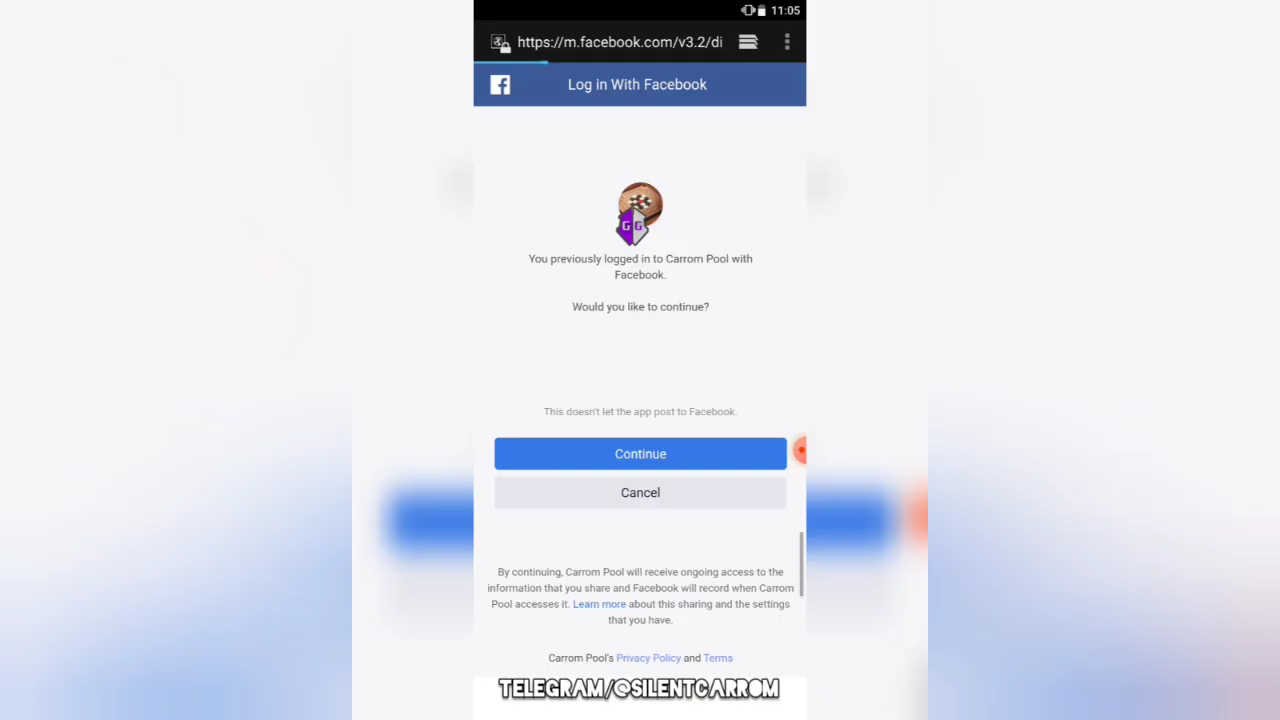 11:05
https://m.facebook.com/v3.2/di
Log in With Facebook
GG
You previously logged in to Carrom Pool with
Facebook.
Would you like to continue?
This doesn't let the app post to Facebook.
Continue
Cancel
By continuing, Carrom Pool will receive ongoing access to the
information that you share and Facebook will record when Carrom
Pool accesses it. Learn more about this sharing and the settings
that you have.
Carrom Pool's Privacy Policy and Terms
TELEGRAM/@SILENTCARROM